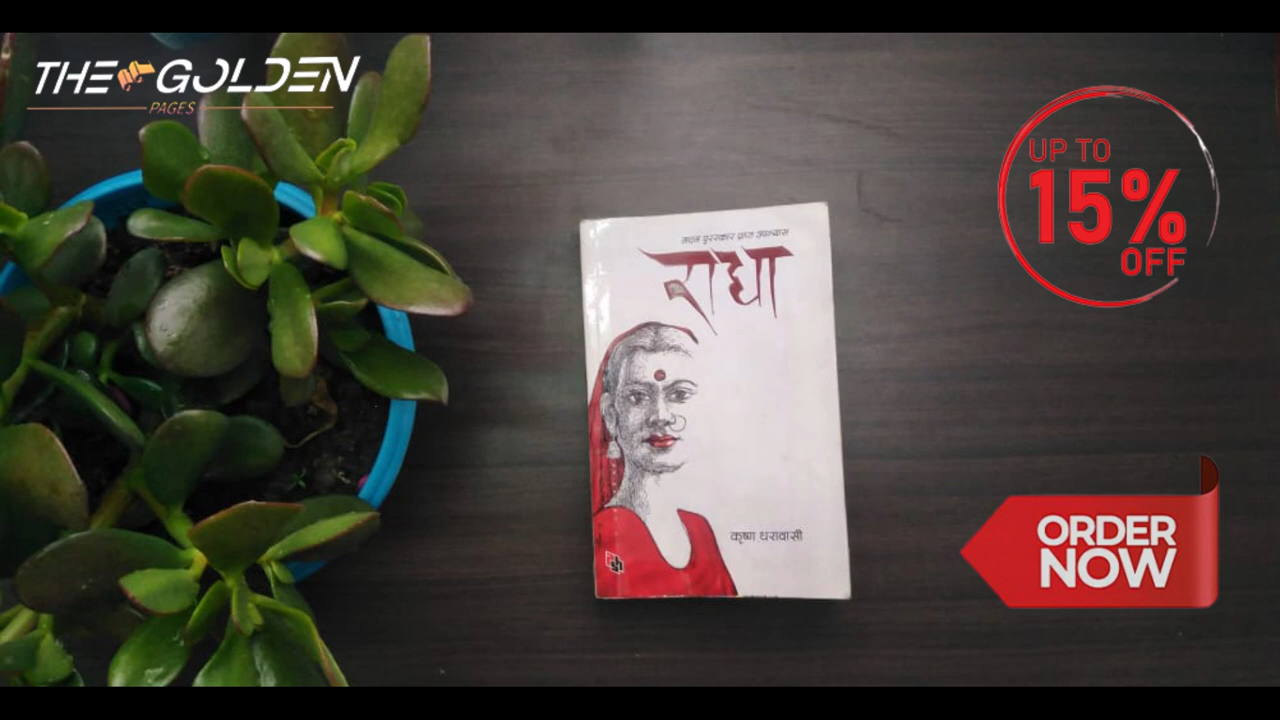 THE GOLDEN
PAGES
UP TO
15%
OFF
मदन पुरस्कार प्राप्त उपन्यास
राधा
कृष्ण धरावासी
ORDER
NOW